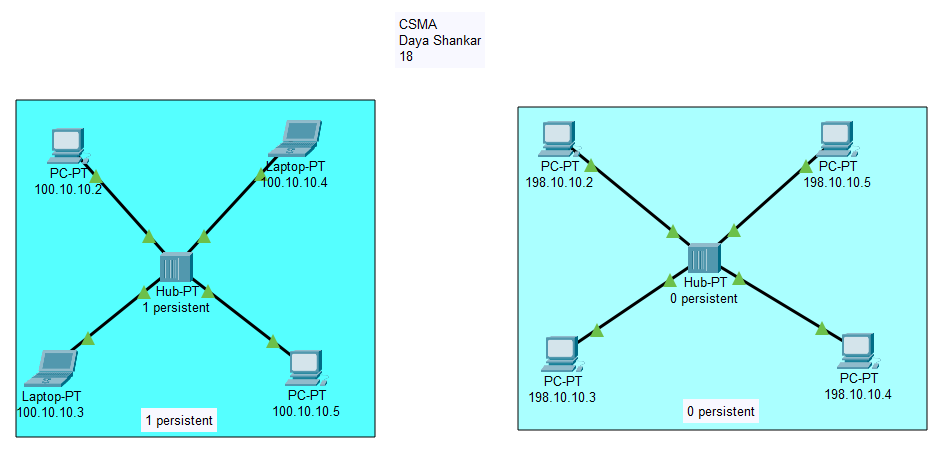 CSMA
Daya Shankar
18
PC-PT
100.10.10.2
Laptop-PT
100.10.10.4
Hub-PT
1 persistent
Laptop-PT
100.10.10.3
PC-PT
100.10.10.5
1 persistent
PC-PT
198.10.10.2
PC-PT
198.10.10.5
Hub-PT
0 persistent
PC-PT
198.10.10.3
PC-PT
198.10.10.4
0 persistent